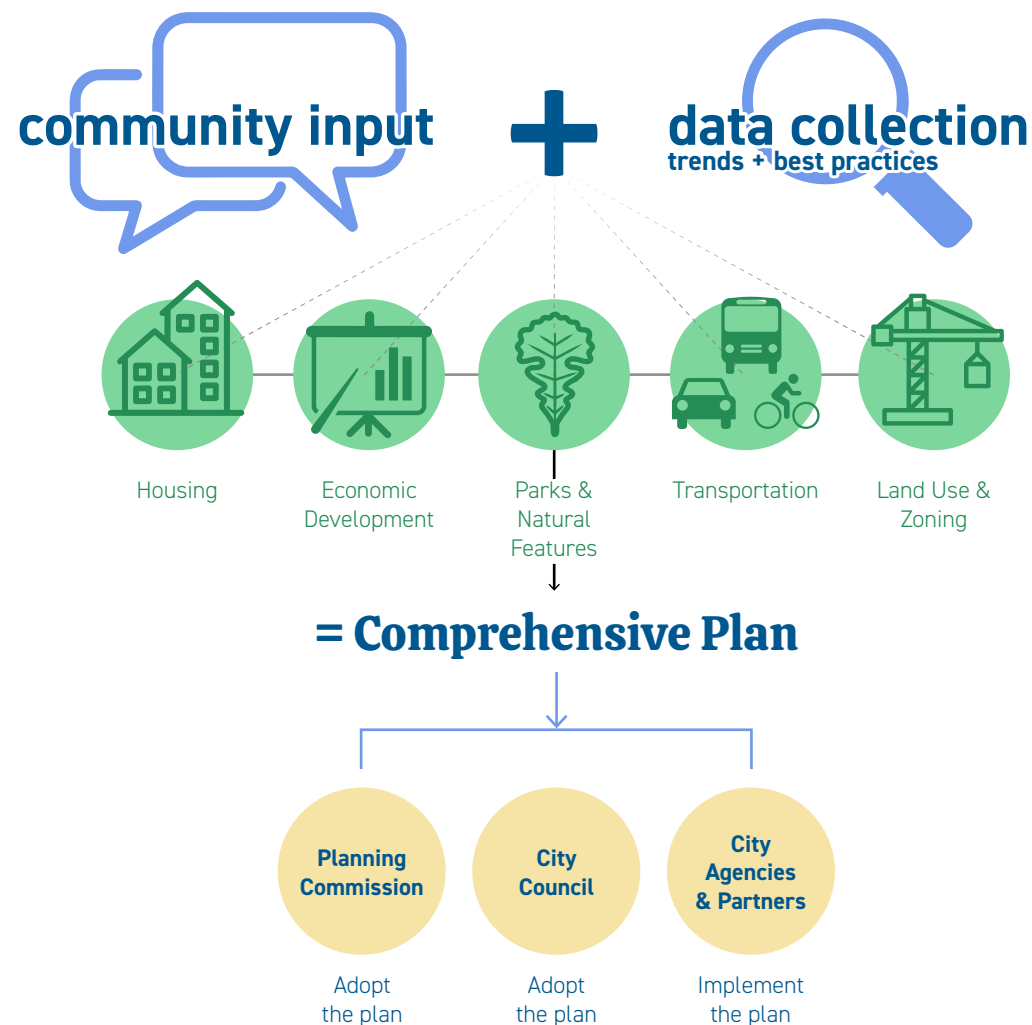 community input
+
data collection
trends + best practices
Housing
Economic
Development
Parks &
Natural
Features
Transportation
Land Use &
Zoning
= Comprehensive Plan
Planning
Commission
City
Council
City
Agencies
& Partners
Adopt
the plan
Adopt
the plan
Implement
the plan